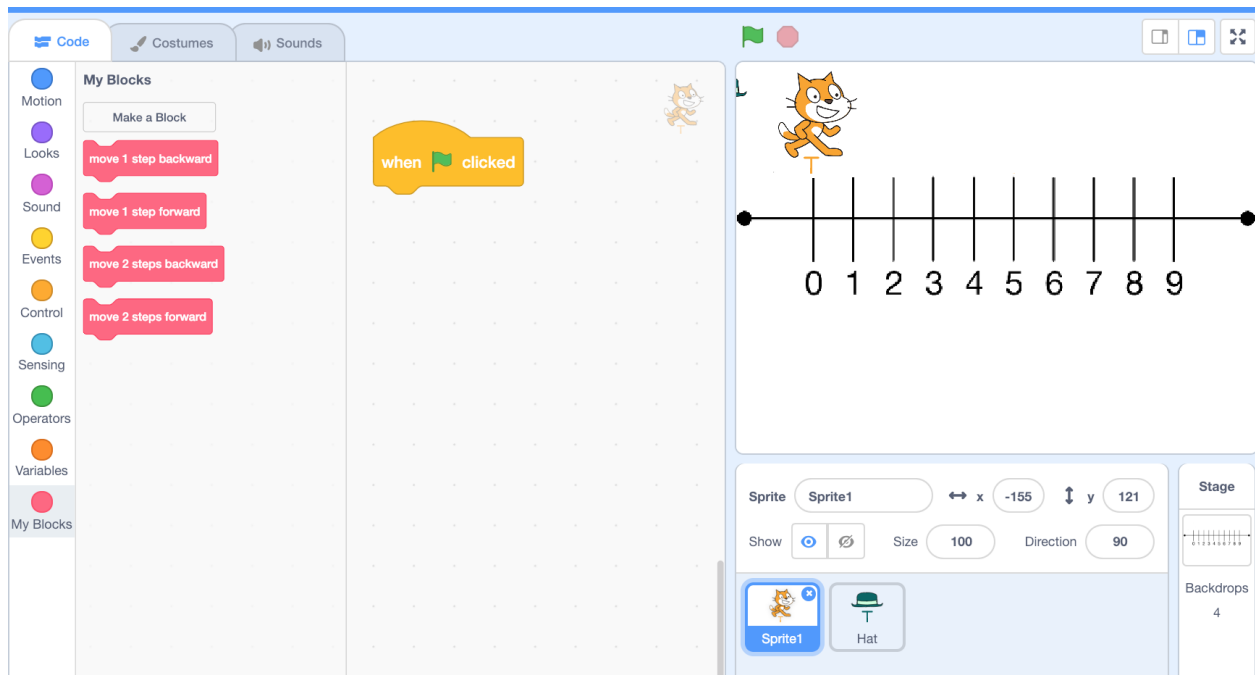 Code
Costumes
Sounds
Motion
Looks
Sound
Events
Control
Sensing
Operators
Variables
My Blocks
My Blocks
Make a Block
move 1 step backward
move 1 step forward
move 2 steps backward
move 2 steps forward
when clicked
0 1 2 3 4 5 6 7 8 9
Sprite Sprite1 x -155 y 121
Show Size 100 Direction 90
Sprite1
Hat
Stage
Backdrops
4